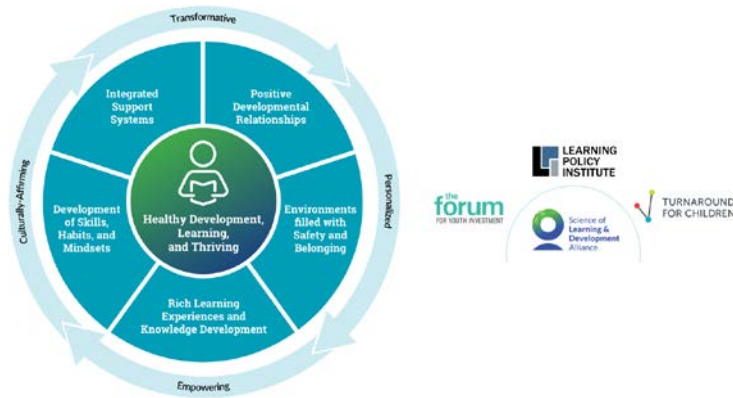 Transformative
Integrated
Support
Systems
Positive
Developmental
Relationships
Culturally-Affirming
Personalized
Development
of Skills,
Habits, and
Mindsets
Healthy Development,
Learning,
and Thriving
Environments
filled with
Safety and
Belonging
Rich Learning
Experiences and
Knowledge Development
Empowering
LEARNING
POLICY
INSTITUTE
the
forum
FOR YOUTH INVESTMENT
Science of
Learning &
Development
Alliance
TURNAROUND
FOR CHILDREN